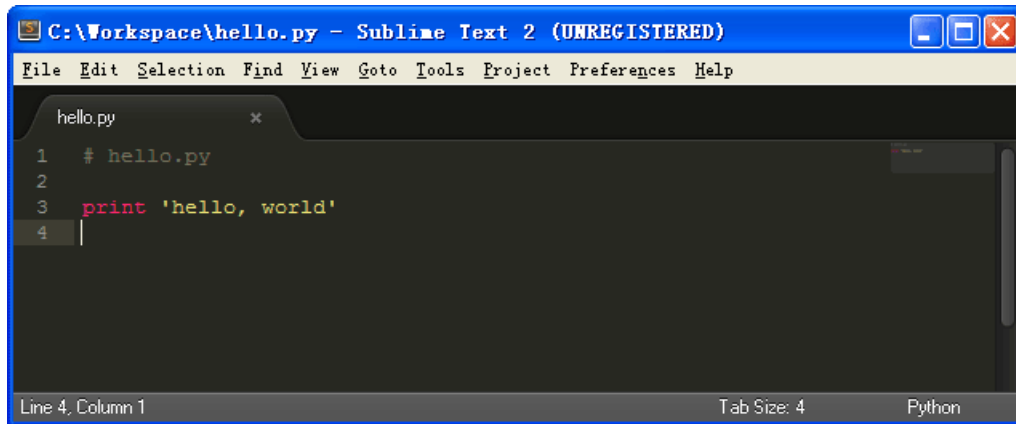 C:\Workspace\hello.py - Sublime Text 2 (UNREGISTERED)
File Edit Selection Find View Goto Tools Project Preferences Help
hello.py ×
1 # hello.py
2
3 print 'hello, world'
4
Line 4, Column 1 Tab Size: 4 Python